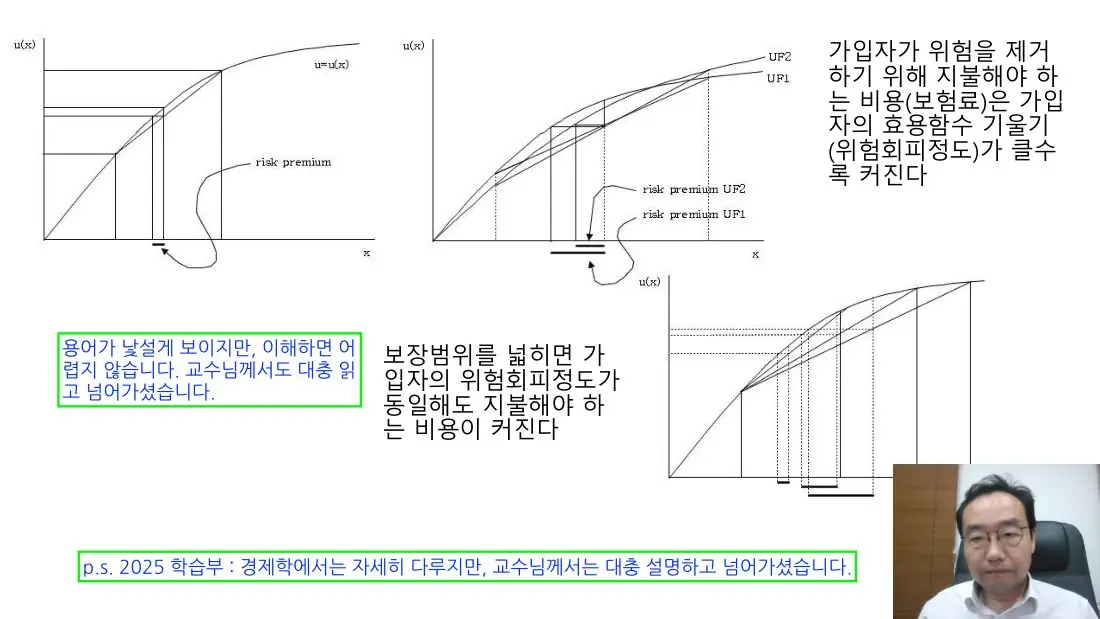 u(x)
u=u(x)
risk premium
x
u(x)
UF2
UF1
risk premium UF2
risk premium UF1
x
가입자가 위험을 제거
하기 위해 지불해야 하
는 비용(보험료)은 가입
자의 효용함수 기울기
(위험회피정도)가 클수
록 커진다
용어가 낯설게 보이지만, 이해하면 어
렵지 않습니다. 교수님께서도 대충 읽
고 넘어가셨습니다.
보장범위를 넓히면 가
입자의 위험회피정도가
동일해도 지불해야 하
는 비용이 커진다
u(x)
p.s. 2025 학습부 : 경제학에서는 자세히 다루지만, 교수님께서는 대충 설명하고 넘어가셨습니다.